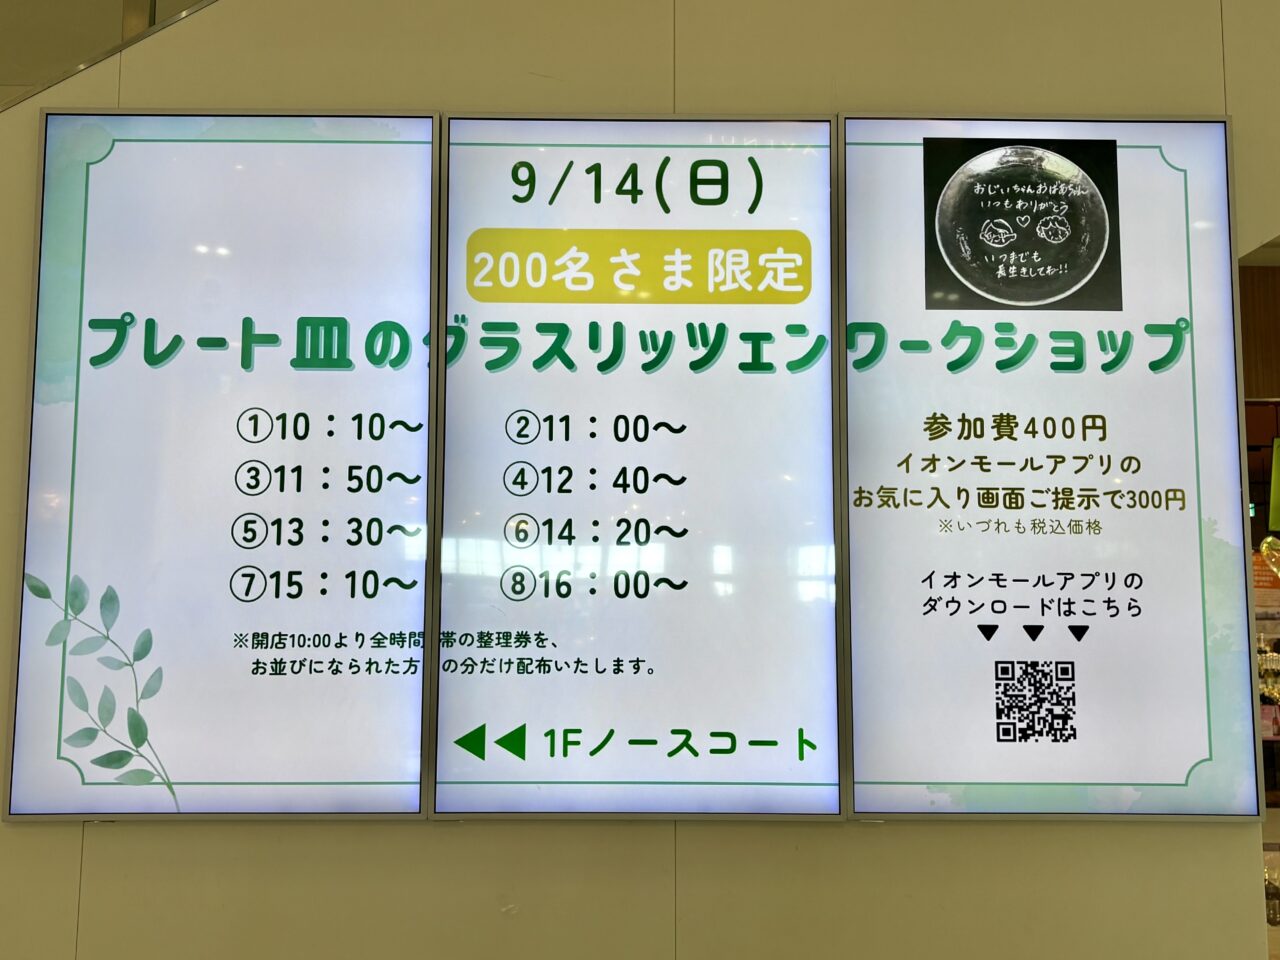 9/14(日)
200名さま限定
おじいちゃんおばあちゃん
いつもありがとう
いつまでも
長生きしてね!!
プレート皿のグラスリッツェンワークショップ
①10：10〜 ②11：00〜
③11：50〜 ④12：40〜
⑤13：30〜 ⑥14：20〜
⑦15：10〜 ⑧16：00〜
※開店10:00より全時間帯の整理券を、
お並びになられた方の分だけ配布いたします。
◀◀ 1Fノースコート
参加費400円
イオンモールアプリの
お気に入り画面ご提示で300円
※いづれも税込価格
イオンモールアプリの
ダウンロードはこちら
▼ ▼ ▼